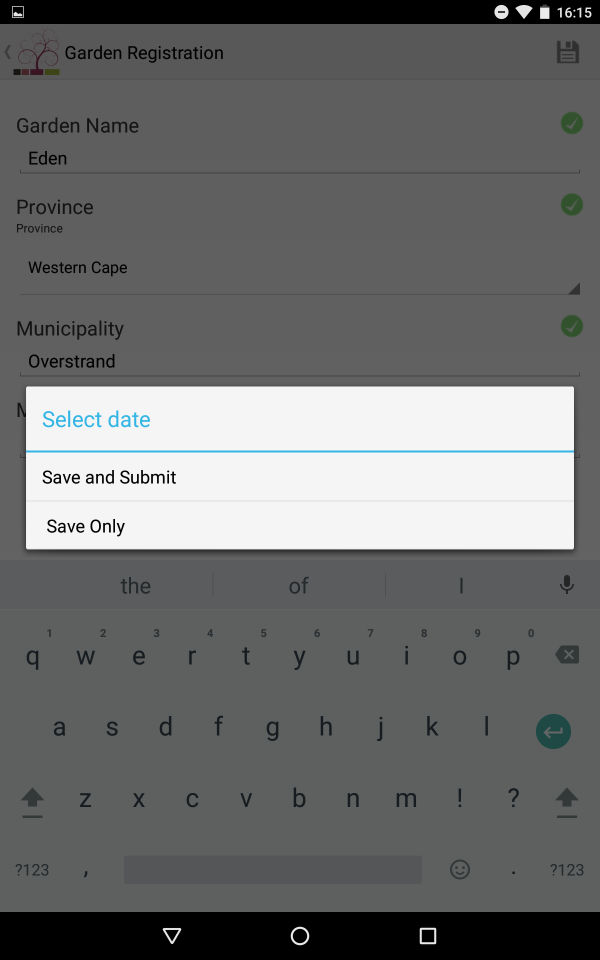 16:15
Garden Registration
Garden Name
Eden
Province
Province
Western Cape
Municipality
Overstrand
M
Select date
Save and Submit
Save Only
the of I
1 2 3 4 5 6 7 8 9 0
q w e r t y u i o p
a s d f g h j k l
z x c v b n m ! ?
?123 , . ?123